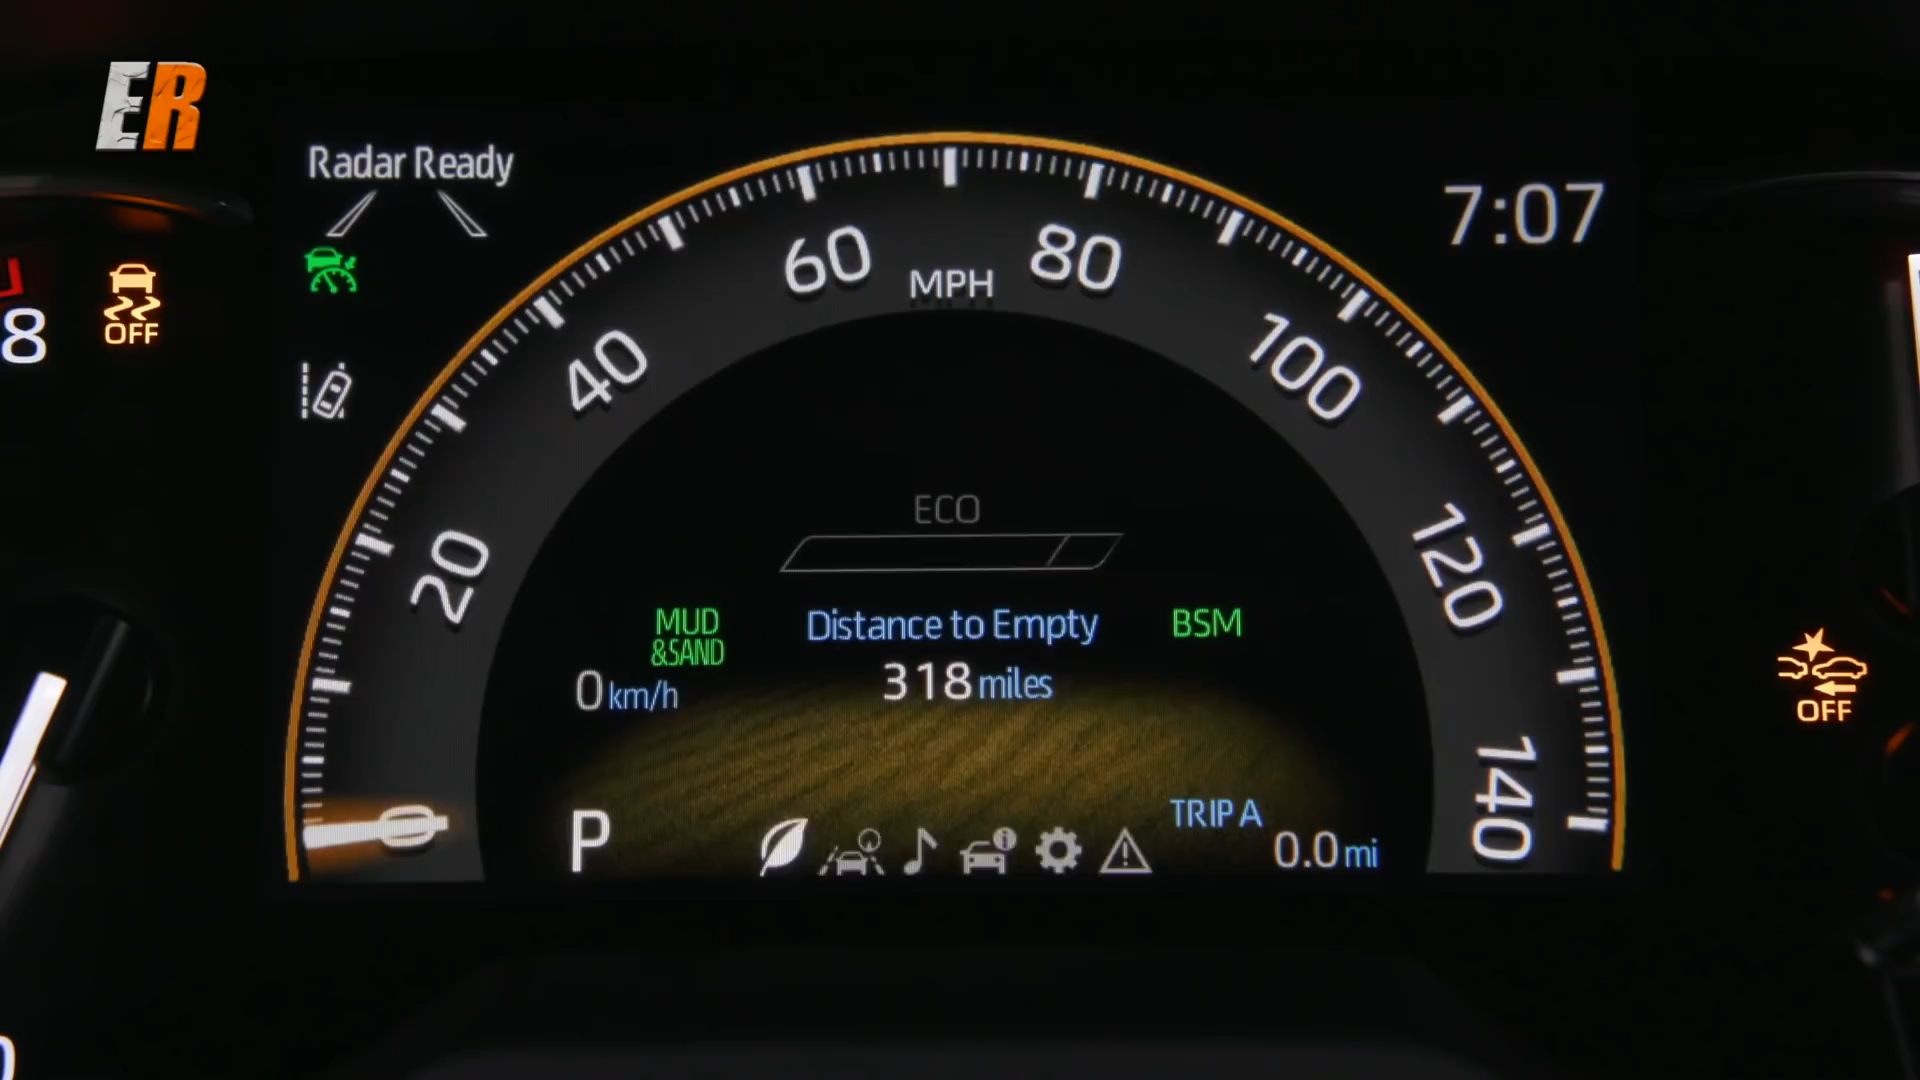 ER
Radar Ready
7:07
8
OFF
MPH
0
20
40
60
80
100
120
140
ECO
MUD
&SAND
Distance to Empty
BSM
0 km/h
318 miles
OFF
P
TRIP A
0.0 mi